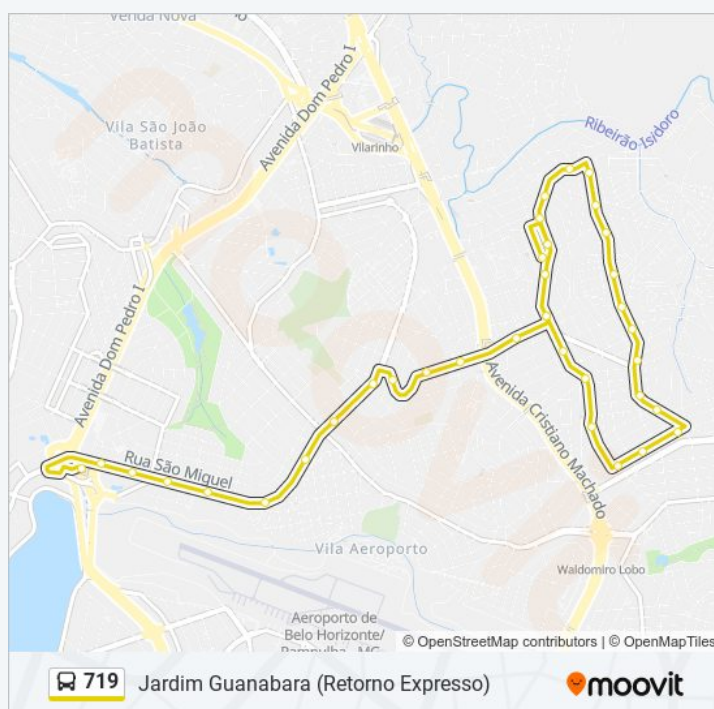 Venda Nova
Avenida Dom Pedro I
Vila São João
Batista
Vilarinho
Ribeirão Isidoro
Avenida Dom Pedro I
Avenida Cristiano Machado
Rua São Miguel
Vila Aeroporto
Waldomiro Lobo
Aeroporto de
Belo Horizonte/
Pampulha - MG
© OpenStreetMap contributors | © OpenMapTiles
719 Jardim Guanabara (Retorno Expresso)
moovit